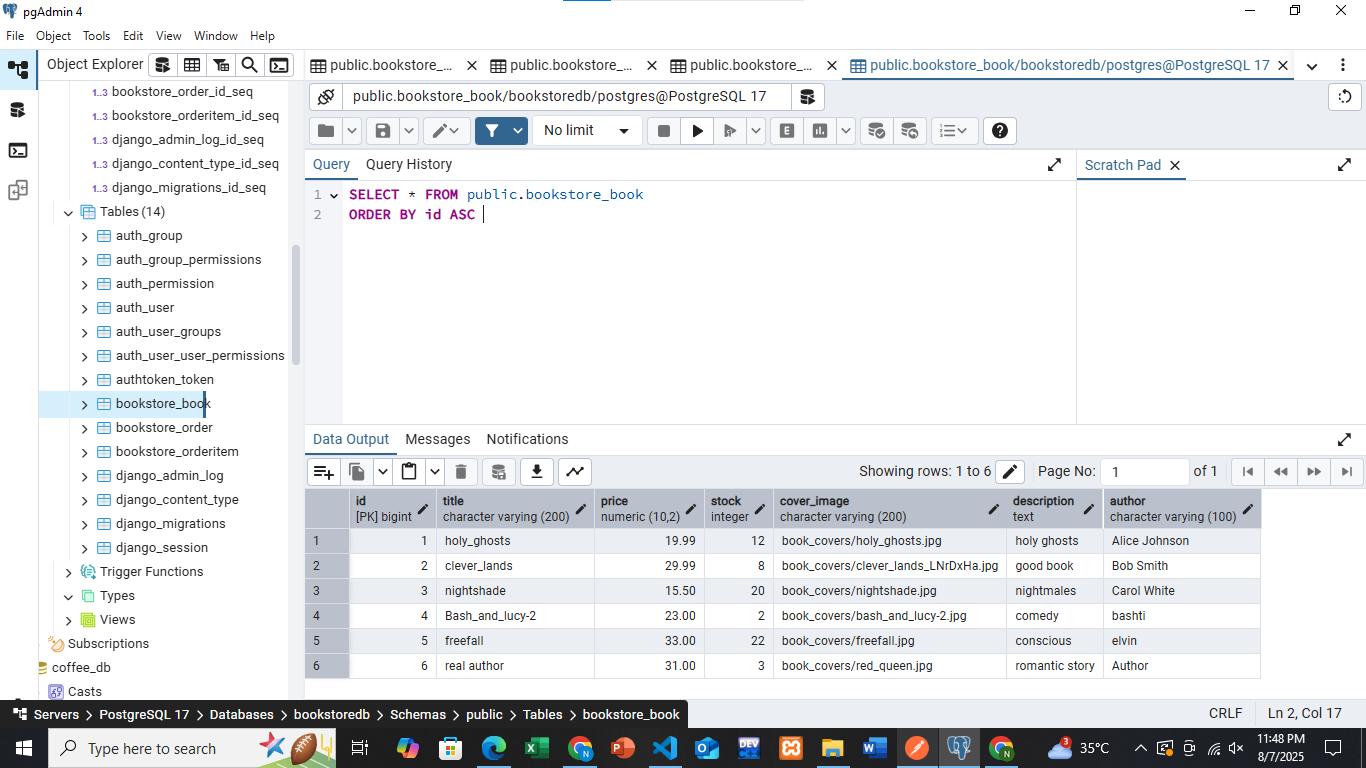 pgAdmin 4
File Object Tools Edit View Window Help
Object Explorer
public.bookstore_... public.bookstore_... public.bookstore_... public.bookstore_book/bookstoredb/postgres@PostgreSQL 17
public.bookstore_book/bookstoredb/postgres@PostgreSQL 17
No limit
E
Query Query History
Scratch Pad
1 SELECT * FROM public.bookstore_book
2 ORDER BY id ASC
1..3 bookstore_order_id_seq
1..3 bookstore_orderitem_id_seq
1..3 django_admin_log_id_seq
1..3 django_content_type_id_seq
1..3 django_migrations_id_seq
Tables (14)
auth_group
auth_group_permissions
auth_permission
auth_user
auth_user_groups
auth_user_user_permissions
authtoken_token
bookstore_book
bookstore_order
bookstore_orderitem
django_admin_log
django_content_type
django_migrations
django_session
Trigger Functions
Types
Views
Subscriptions
coffee_db
Casts
Data Output Messages Notifications
Showing rows: 1 to 6 Page No: 1 of 1
id title price stock cover_image description author
[PK] bigint character varying (200) numeric (10,2) integer character varying (200) text character varying (100)
1 1 holy_ghosts 19.99 12 book_covers/holy_ghosts.jpg holy ghosts Alice Johnson
2 2 clever_lands 29.99 8 book_covers/clever_lands_LNrDxHa.jpg good book Bob Smith
3 3 nightshade 15.50 20 book_covers/nightshade.jpg nightmales Carol White
4 4 Bash_and_lucy-2 23.00 2 book_covers/bash_and_lucy-2.jpg comedy bashti
5 5 freefall 33.00 22 book_covers/freefall.jpg conscious elvin
6 6 real author 31.00 3 book_covers/red_queen.jpg romantic story Author
Servers > PostgreSQL 17 > Databases > bookstoredb > Schemas > public > Tables > bookstore_book
CRLF Ln 2, Col 17
Type here to search
DEV
3
35°C
11:48 PM
8/7/2025